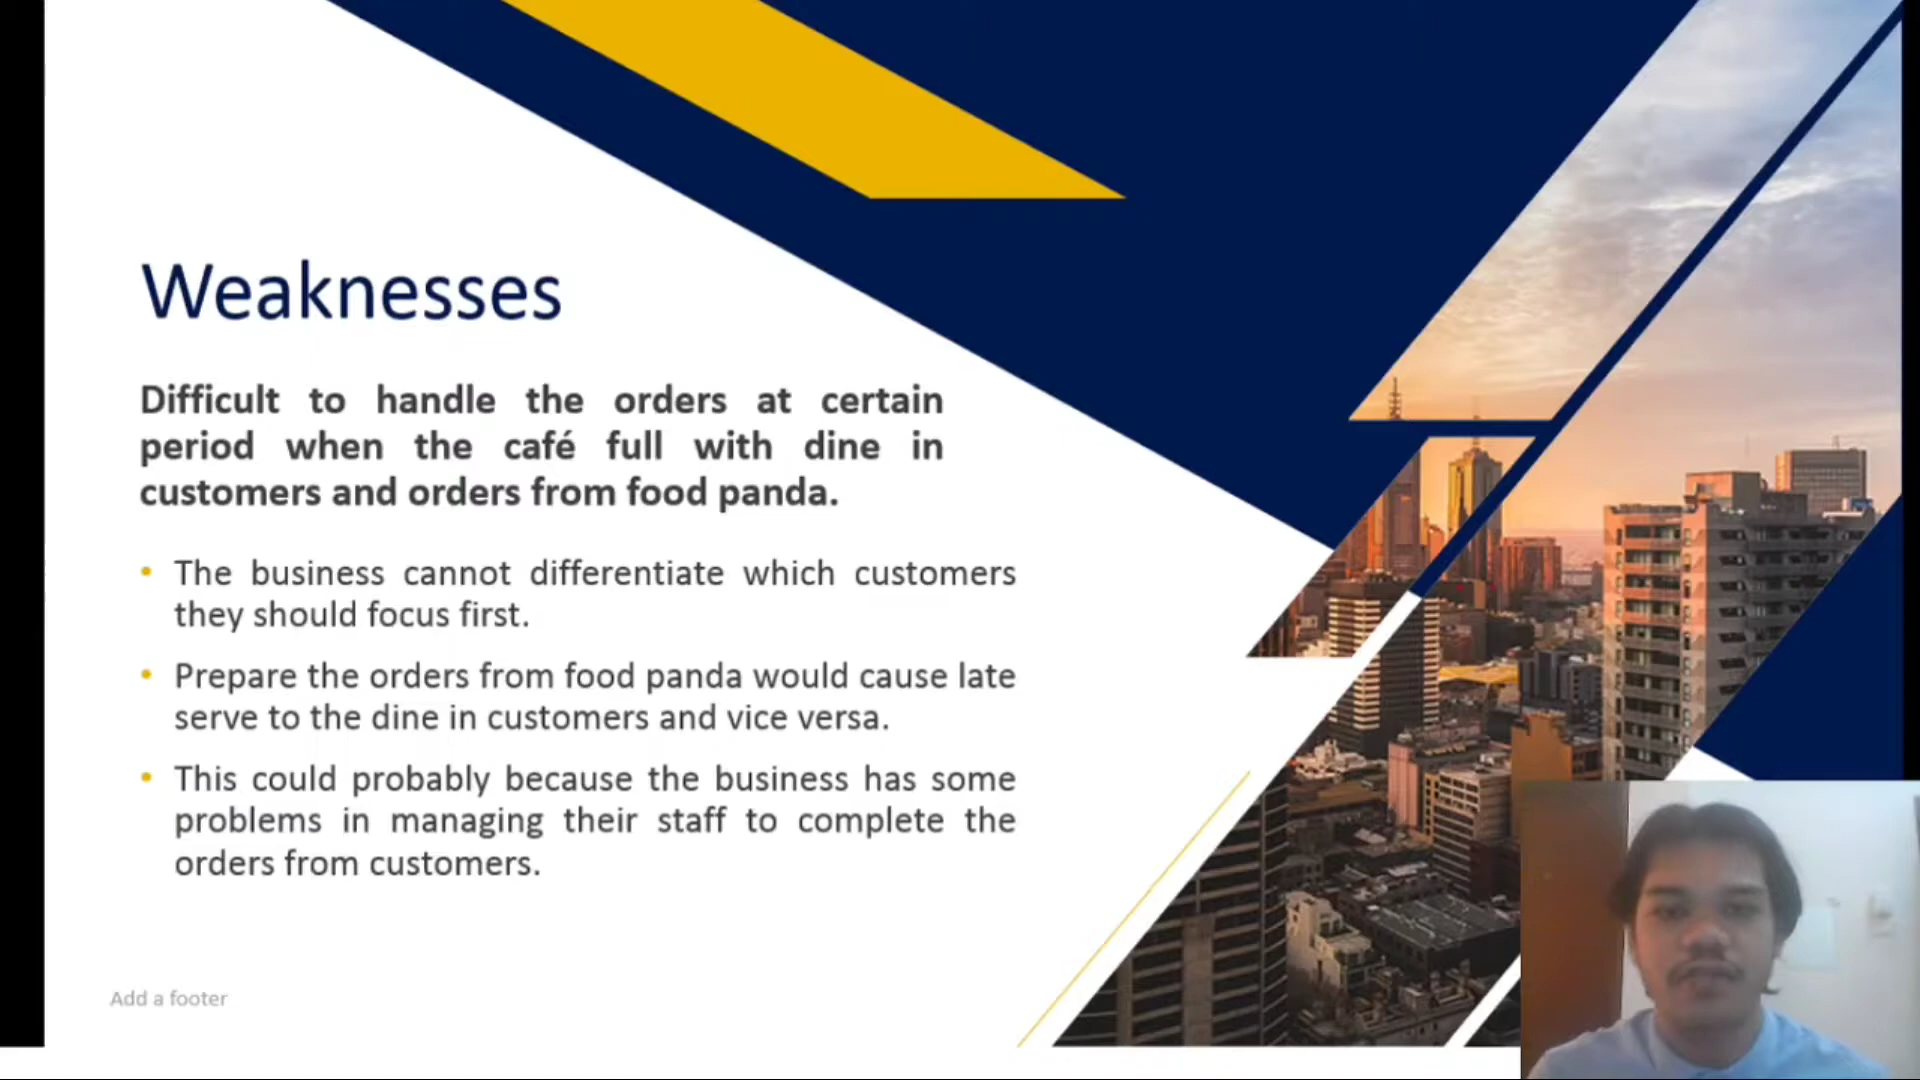 Weaknesses
Difficult to handle the orders at certain
period when the café full with dine in
customers and orders from food panda.
• The business cannot differentiate which customers
they should focus first.
• Prepare the orders from food panda would cause late
serve to the dine in customers and vice versa.
• This could probably because the business has some
problems in managing their staff to complete the
orders from customers.
Add a footer